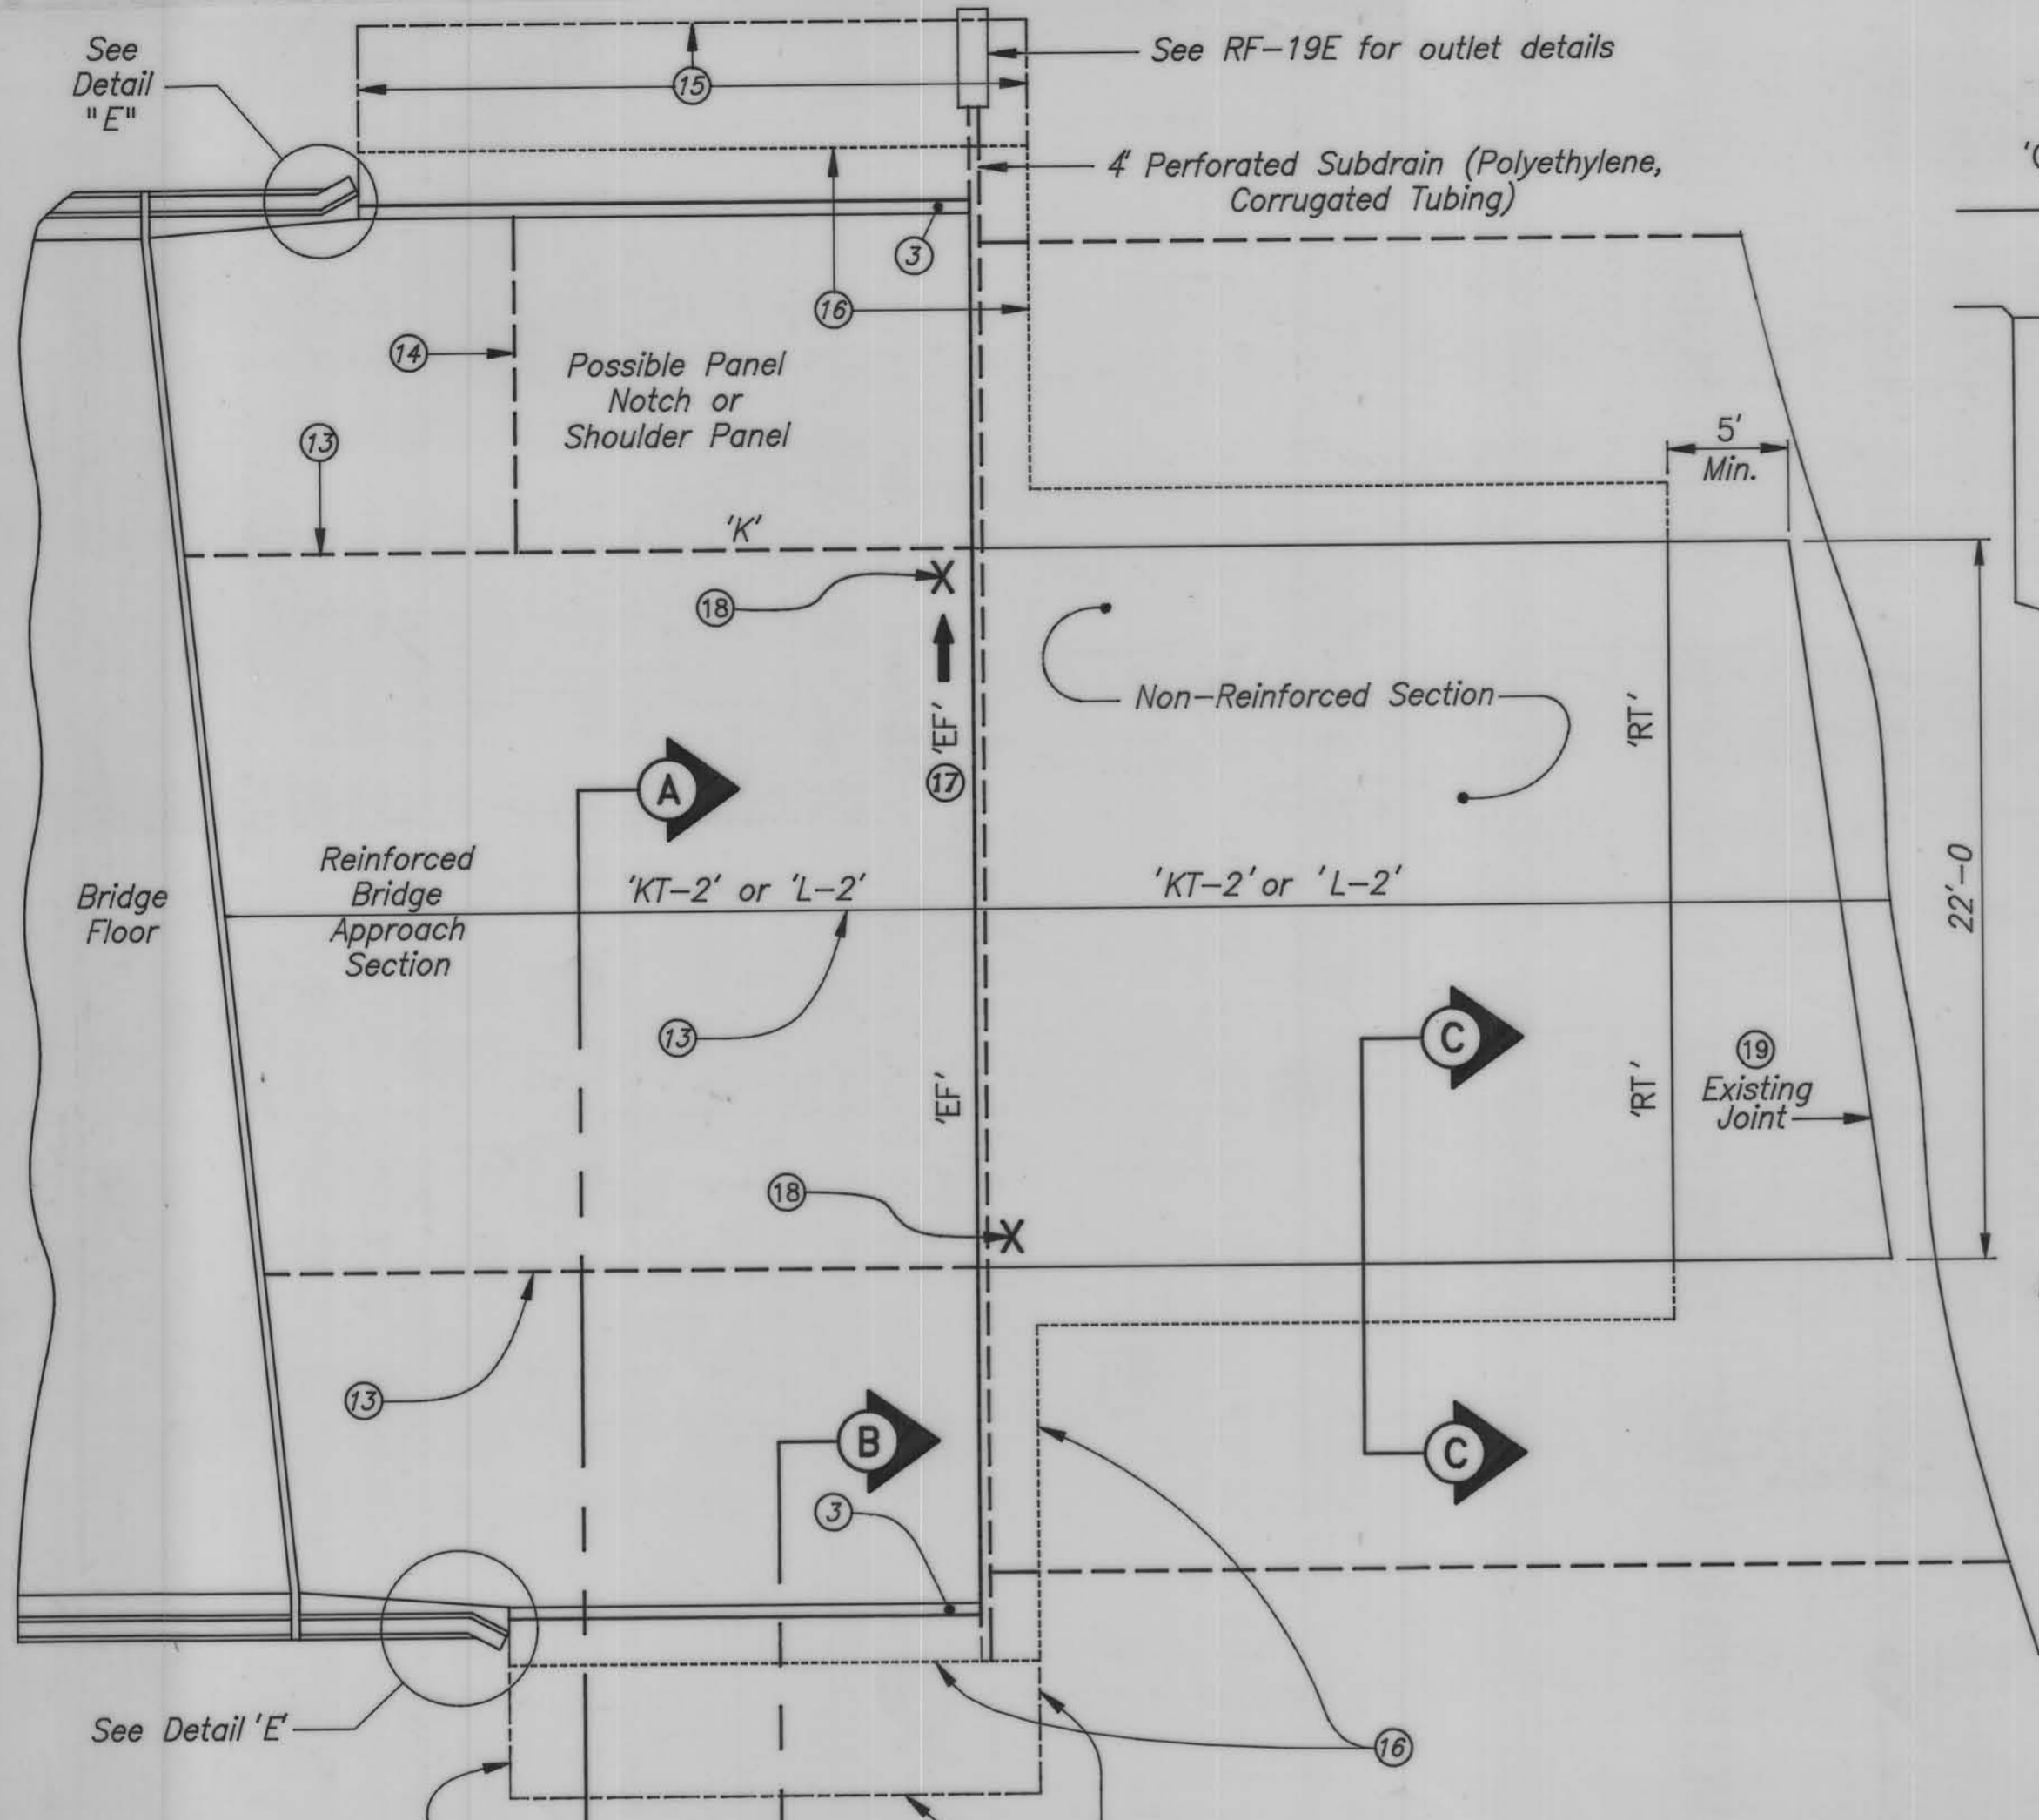 See
Detail
"E"
15
See RF-19E for outlet details
4' Perforated Subdrain (Polyethylene,
Corrugated Tubing)
3
16
14
Possible Panel
Notch or
Shoulder Panel
13
5'
Min.
'K'
18
Non-Reinforced Section
'EF'
17
'RT'
A
Reinforced
Bridge
Approach
Section
Bridge
Floor
'KT-2' or 'L-2'
'KT-2' or 'L-2'
22'-0
13
C
19
Existing
Joint
'EF'
'RT'
18
13
B
C
3
See Detail 'E'
16